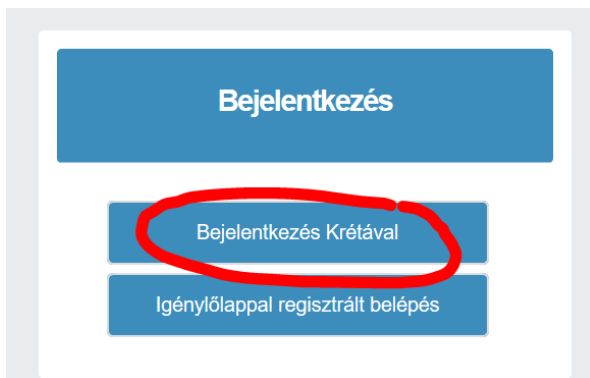 Bejelentkezés
Bejelentkezés Krétával
Igénylőlappal regisztrált belépés